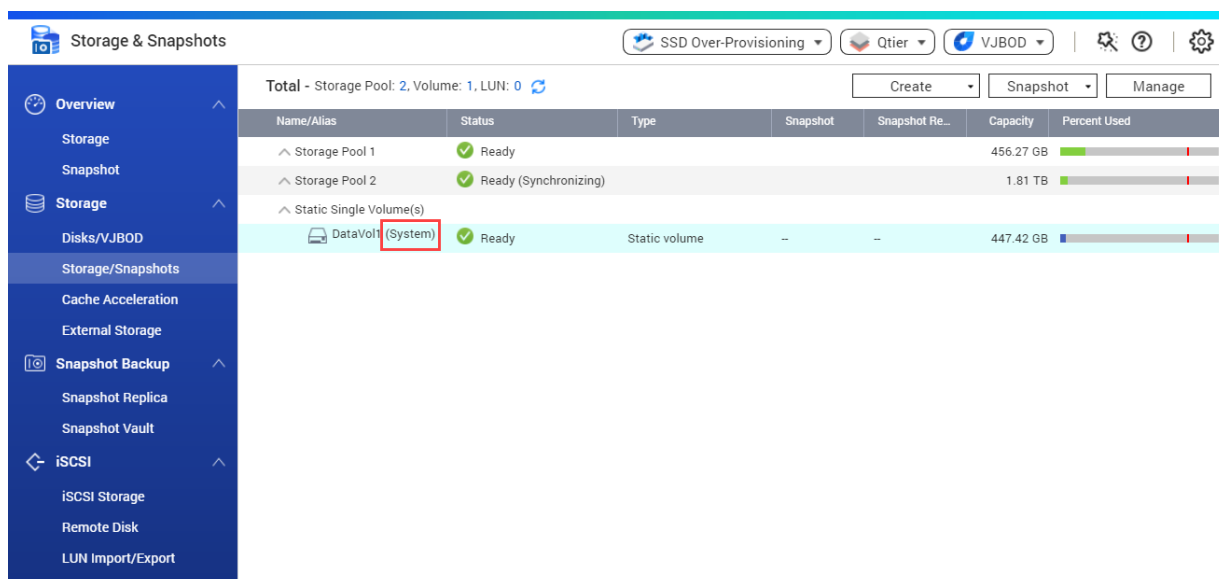 Storage & Snapshots
SSD Over-Provisioning
Qtier
VJBOD
Overview
Storage
Snapshot
Storage
Disks/VJBOD
Storage/Snapshots
Cache Acceleration
External Storage
Snapshot Backup
Snapshot Replica
Snapshot Vault
iSCSI
iSCSI Storage
Remote Disk
LUN Import/Export
Total - Storage Pool: 2, Volume: 1, LUN: 0
Create
Snapshot
Manage
Name/Alias Status Type Snapshot Snapshot Re... Capacity Percent Used
Storage Pool 1 Ready 456.27 GB
Storage Pool 2 Ready (Synchronizing) 1.81 TB
Static Single Volume(s)
DataVol1 (System) Ready Static volume -- -- 447.42 GB